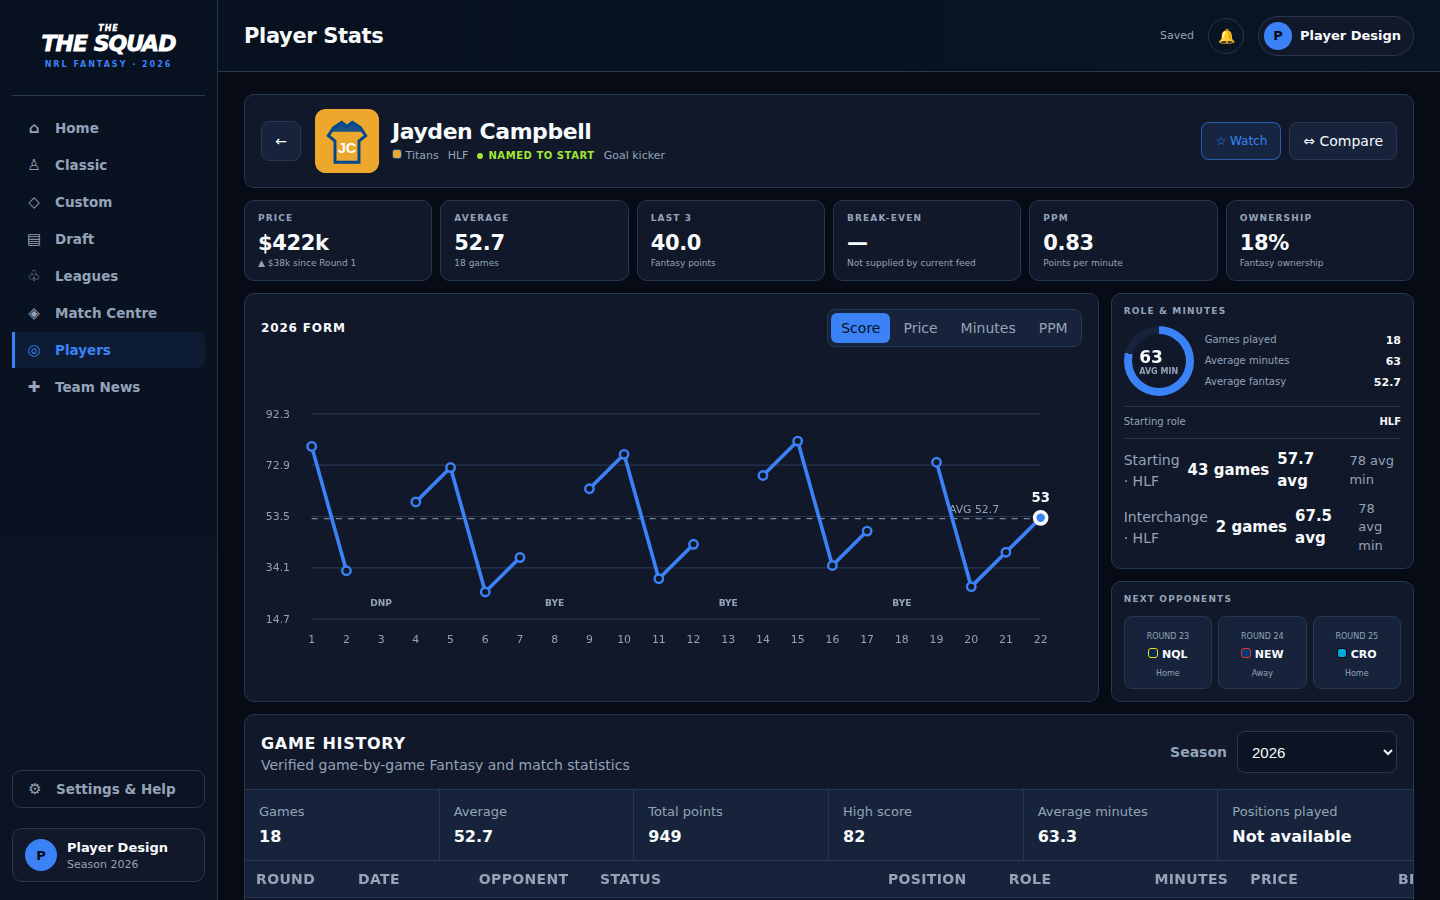 THE
THE SQUAD
NRL FANTASY · 2026
Home
Classic
Custom
Draft
Leagues
Match Centre
Players
Team News
Settings & Help
P
Player Design
Season 2026
Player Stats
Saved
P
Player Design
←
JC
Jayden Campbell
Titans HLF ● NAMED TO START Goal kicker
☆ Watch
⇔ Compare
PRICE
$422k
▲ $38k since Round 1
AVERAGE
52.7
18 games
LAST 3
40.0
Fantasy points
BREAK-EVEN
—
Not supplied by current feed
PPM
0.83
Points per minute
OWNERSHIP
18%
Fantasy ownership
2026 FORM
Score Price Minutes PPM
92.3
72.9
53.5
34.1
14.7
AVG 52.7
53
DNP BYE BYE BYE
1 2 3 4 5 6 7 8 9 10 11 12 13 14 15 16 17 18 19 20 21 22
ROLE & MINUTES
63
AVG MIN
Games played 18
Average minutes 63
Average fantasy 52.7
Starting role HLF
Starting · HLF 43 games 57.7 avg 78 avg min
Interchange · HLF 2 games 67.5 avg 78 avg min
NEXT OPPONENTS
ROUND 23
NQL
Home
ROUND 24
NEW
Away
ROUND 25
CRO
Home
GAME HISTORY
Verified game-by-game Fantasy and match statistics
Season 2026
Games
18
Average
52.7
Total points
949
High score
82
Average minutes
63.3
Positions played
Not available
ROUND DATE OPPONENT STATUS POSITION ROLE MINUTES PRICE